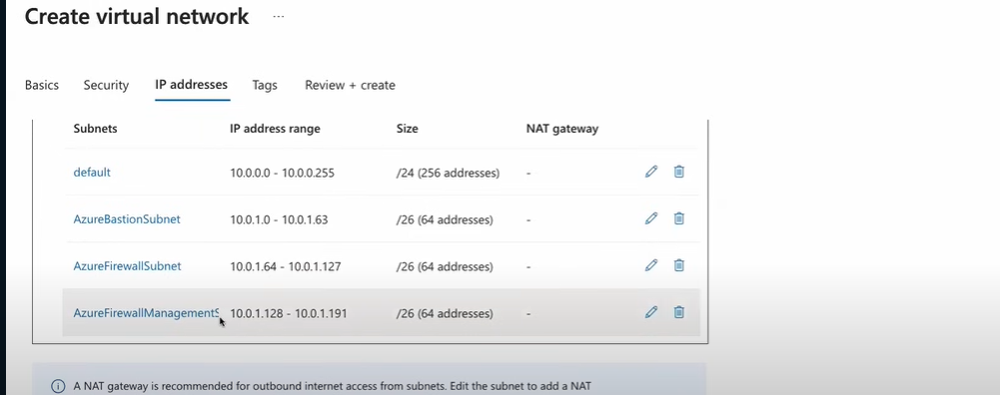 Create virtual network ...
Basics Security IP addresses Tags Review + create
Subnets IP address range Size NAT gateway
default 10.0.0.0 - 10.0.0.255 /24 (256 addresses) -
AzureBastionSubnet 10.0.1.0 - 10.0.1.63 /26 (64 addresses) -
AzureFirewallSubnet 10.0.1.64 - 10.0.1.127 /26 (64 addresses) -
AzureFirewallManagementS 10.0.1.128 - 10.0.1.191 /26 (64 addresses) -
A NAT gateway is recommended for outbound internet access from subnets. Edit the subnet to add a NAT